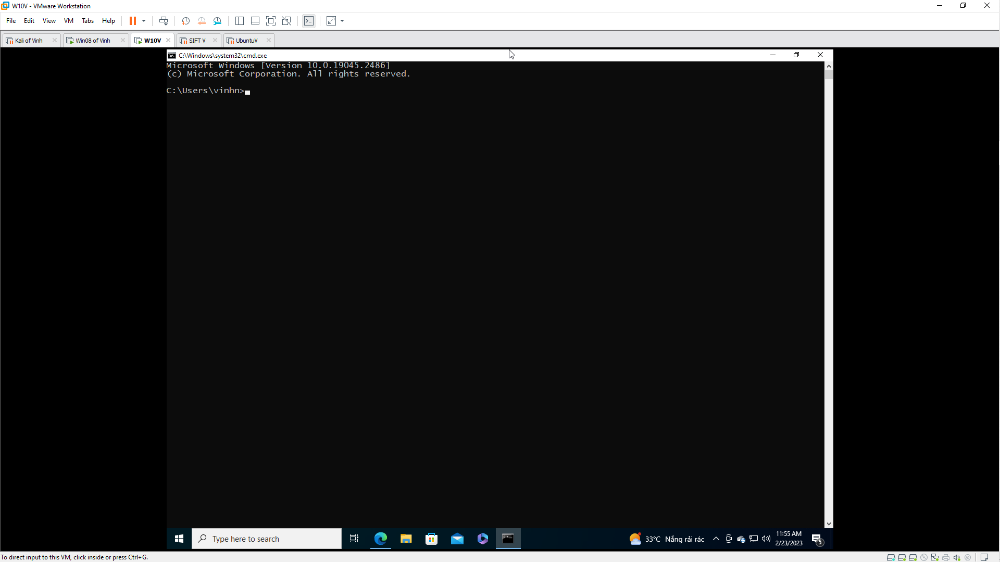 W10V - VMware Workstation
File Edit View VM Tabs Help
Kali of Vinh Win08 of Vinh W10V SIFT V UbuntuV
C:\Windows\system32\cmd.exe
Microsoft Windows [Version 10.0.19045.2486]
(c) Microsoft Corporation. All rights reserved.
C:\Users\vinhn>
Type here to search
33°C Nắng rải rác
11:55 AM
2/23/2023
5
To direct input to this VM, click inside or press Ctrl+G.